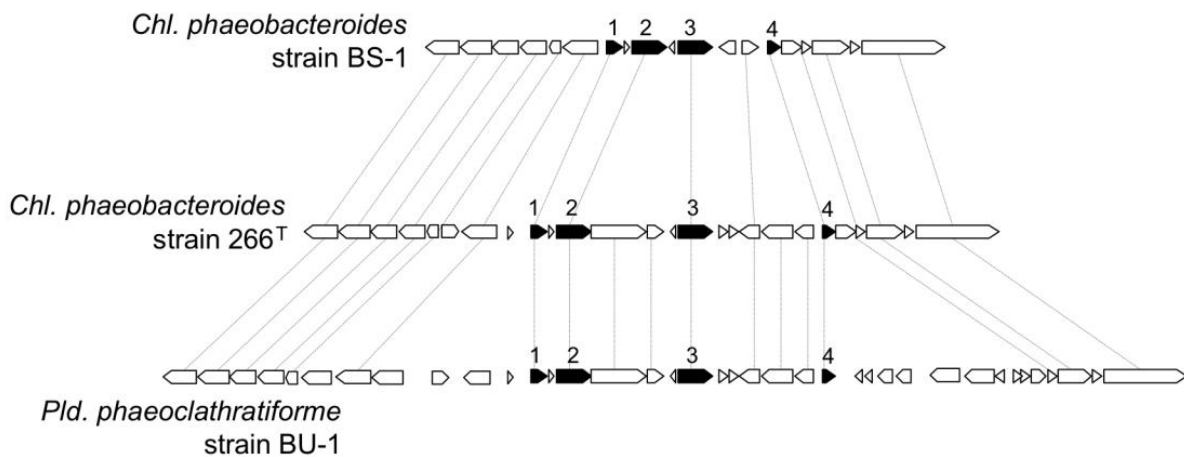 Chl. phaeobacteroides
strain BS-1
1 2 3 4
Chl. phaeobacteroides
strain 266ᵀ
1 2 3 4
1 2 3 4
Pld. phaeoclathratiforme
strain BU-1